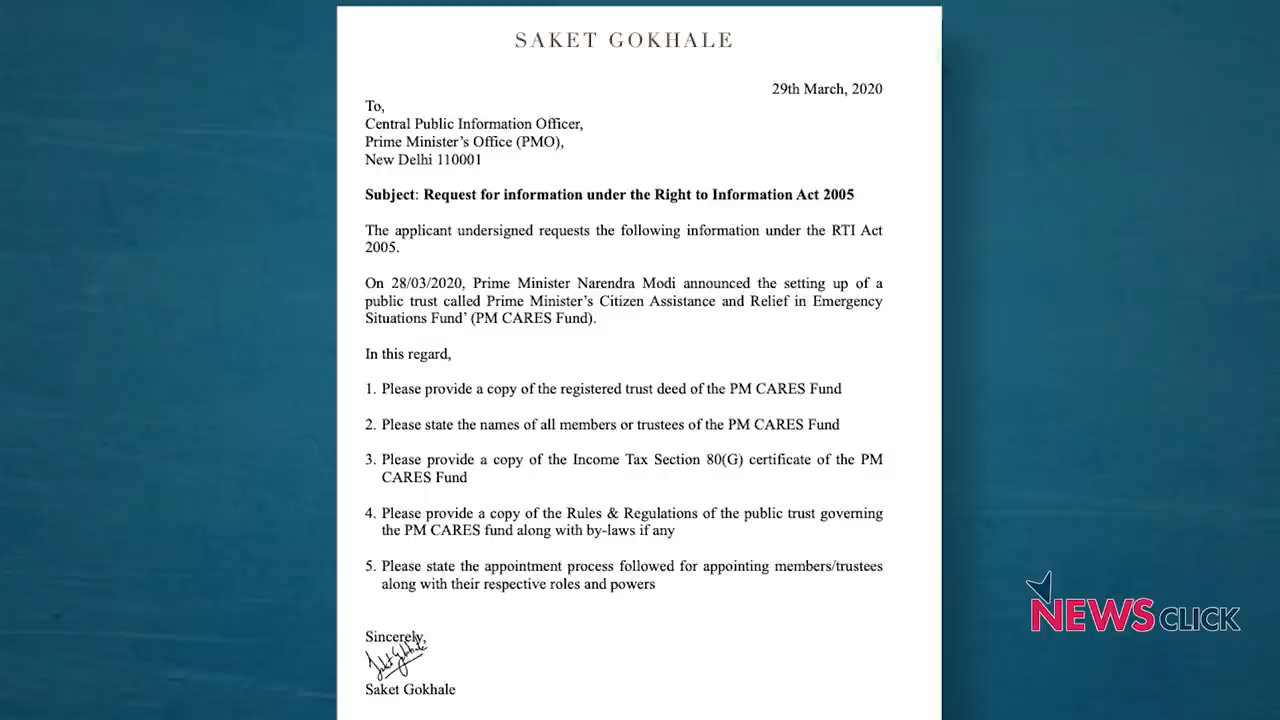 SAKET GOKHALE
29th March, 2020
To,
Central Public Information Officer,
Prime Minister's Office (PMO),
New Delhi 110001
Subject: Request for information under the Right to Information Act 2005
The applicant undersigned requests the following information under the RTI Act
2005.
On 28/03/2020, Prime Minister Narendra Modi announced the setting up of a
public trust called Prime Minister's Citizen Assistance and Relief in Emergency
Situations Fund' (PM CARES Fund).
In this regard,
1. Please provide a copy of the registered trust deed of the PM CARES Fund
2. Please state the names of all members or trustees of the PM CARES Fund
3. Please provide a copy of the Income Tax Section 80(G) certificate of the PM
CARES Fund
4. Please provide a copy of the Rules & Regulations of the public trust governing
the PM CARES fund along with by-laws if any
5. Please state the appointment process followed for appointing members/trustees
along with their respective roles and powers
Sincerely,
Saket Gokhale
Saket Gokhale
NEWSCLICK